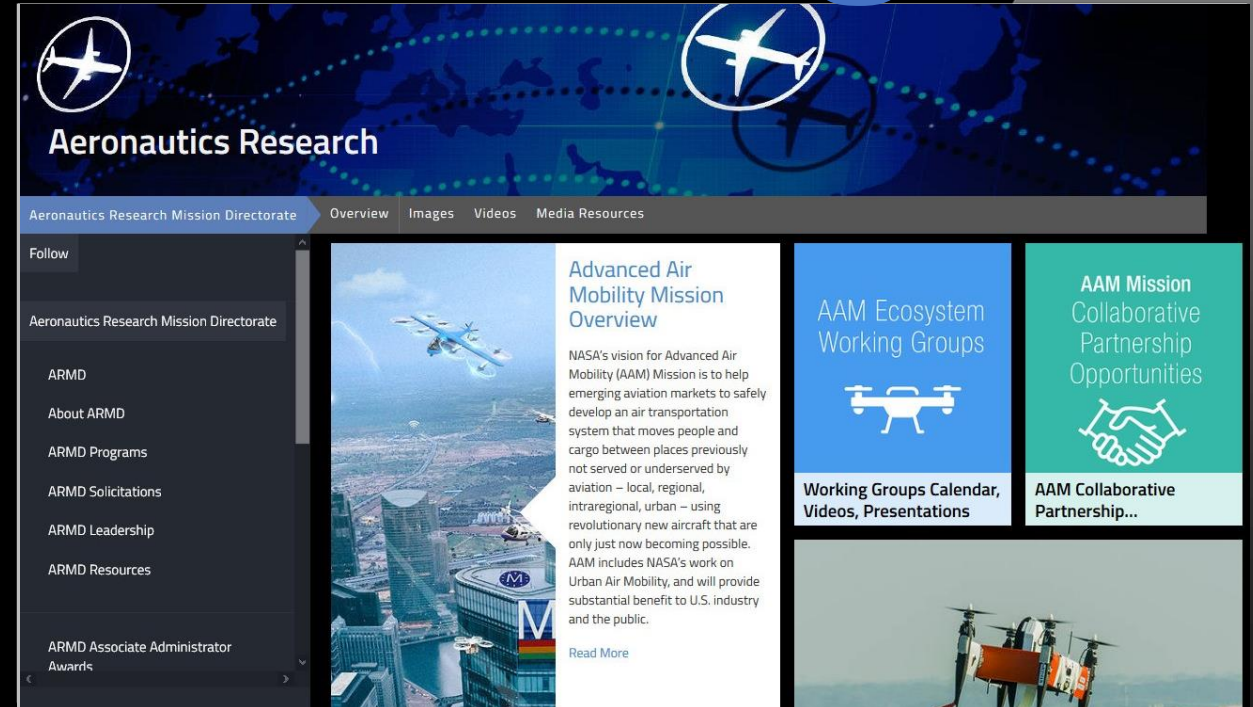 Aeronautics Research
Aeronautics Research Mission Directorate
Overview
Images
Videos
Media Resources
Follow
Aeronautics Research Mission Directorate
ARMD
About ARMD
ARMD Programs
ARMD Solicitations
ARMD Leadership
ARMD Resources
ARMD Associate Administrator
Awards
Advanced Air
Mobility Mission
Overview
NASA's vision for Advanced Air
Mobility (AAM) Mission is to help
emerging aviation markets to safely
develop an air transportation
system that moves people and
cargo between places previously
not served or underserved by
aviation – local, regional,
intraregional, urban – using
revolutionary new aircraft that are
only just now becoming possible.
AAM includes NASA's work on
Urban Air Mobility, and will provide
substantial benefit to U.S. industry
and the public.
Read More
M
M
AAM Ecosystem
Working Groups
Working Groups Calendar,
Videos, Presentations
AAM Mission
Collaborative
Partnership
Opportunities
AAM Collaborative
Partnership...